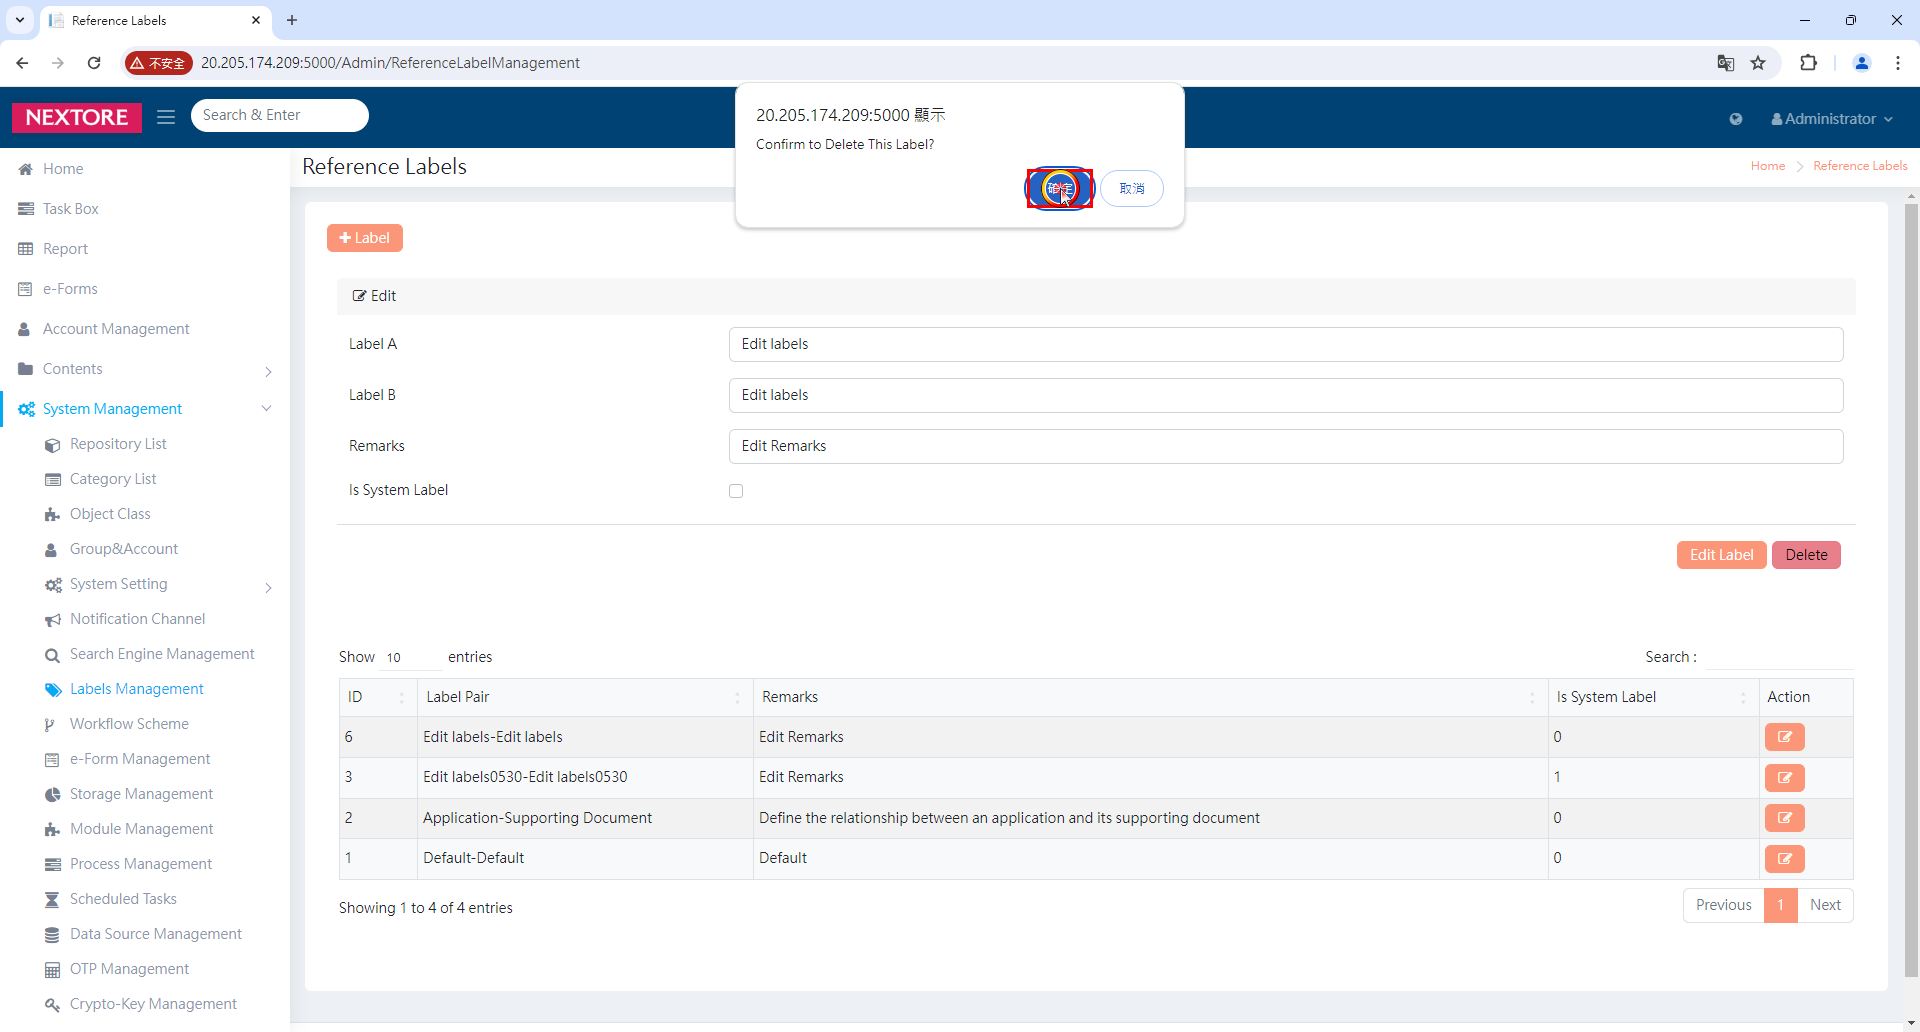 Reference Labels
不安全
20.205.174.209:5000/Admin/ReferenceLabelManagement
NEXTORE
Search & Enter
Administrator
20.205.174.209:5000 顯示
Confirm to Delete This Label?
確定
取消
Home
Task Box
Report
e-Forms
Account Management
Contents
System Management
Repository List
Category List
Object Class
Group&Account
System Setting
Notification Channel
Search Engine Management
Labels Management
Workflow Scheme
e-Form Management
Storage Management
Module Management
Process Management
Scheduled Tasks
Data Source Management
OTP Management
Crypto-Key Management
Reference Labels
Home
Reference Labels
Label
Edit
Label A
Edit labels
Label B
Edit labels
Remarks
Edit Remarks
Is System Label
Edit Label
Delete
Show 10 entries
Search :
ID Label Pair Remarks Is System Label Action
6 Edit labels-Edit labels Edit Remarks 0
3 Edit labels0530-Edit labels0530 Edit Remarks 1
2 Application-Supporting Document Define the relationship between an application and its supporting document 0
1 Default-Default Default 0
Showing 1 to 4 of 4 entries
Previous 1 Next